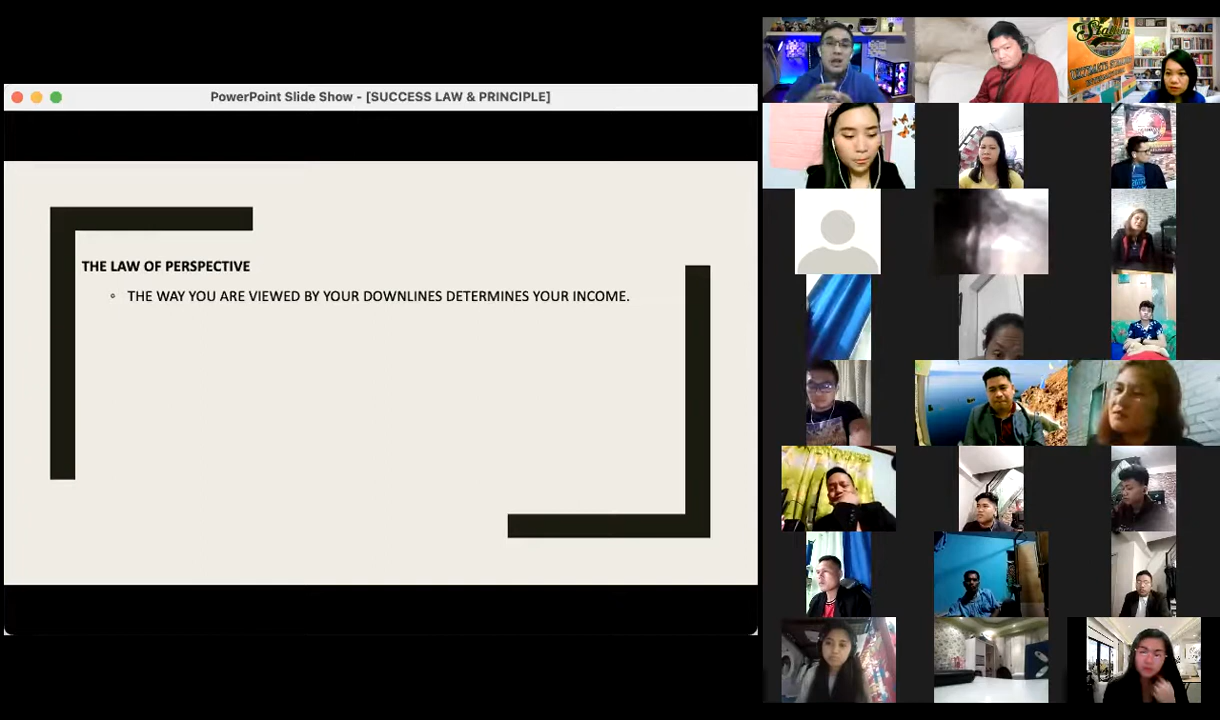 PowerPoint Slide Show - [SUCCESS LAW & PRINCIPLE]
THE LAW OF PERSPECTIVE
◦ THE WAY YOU ARE VIEWED BY YOUR DOWNLINES DETERMINES YOUR INCOME.